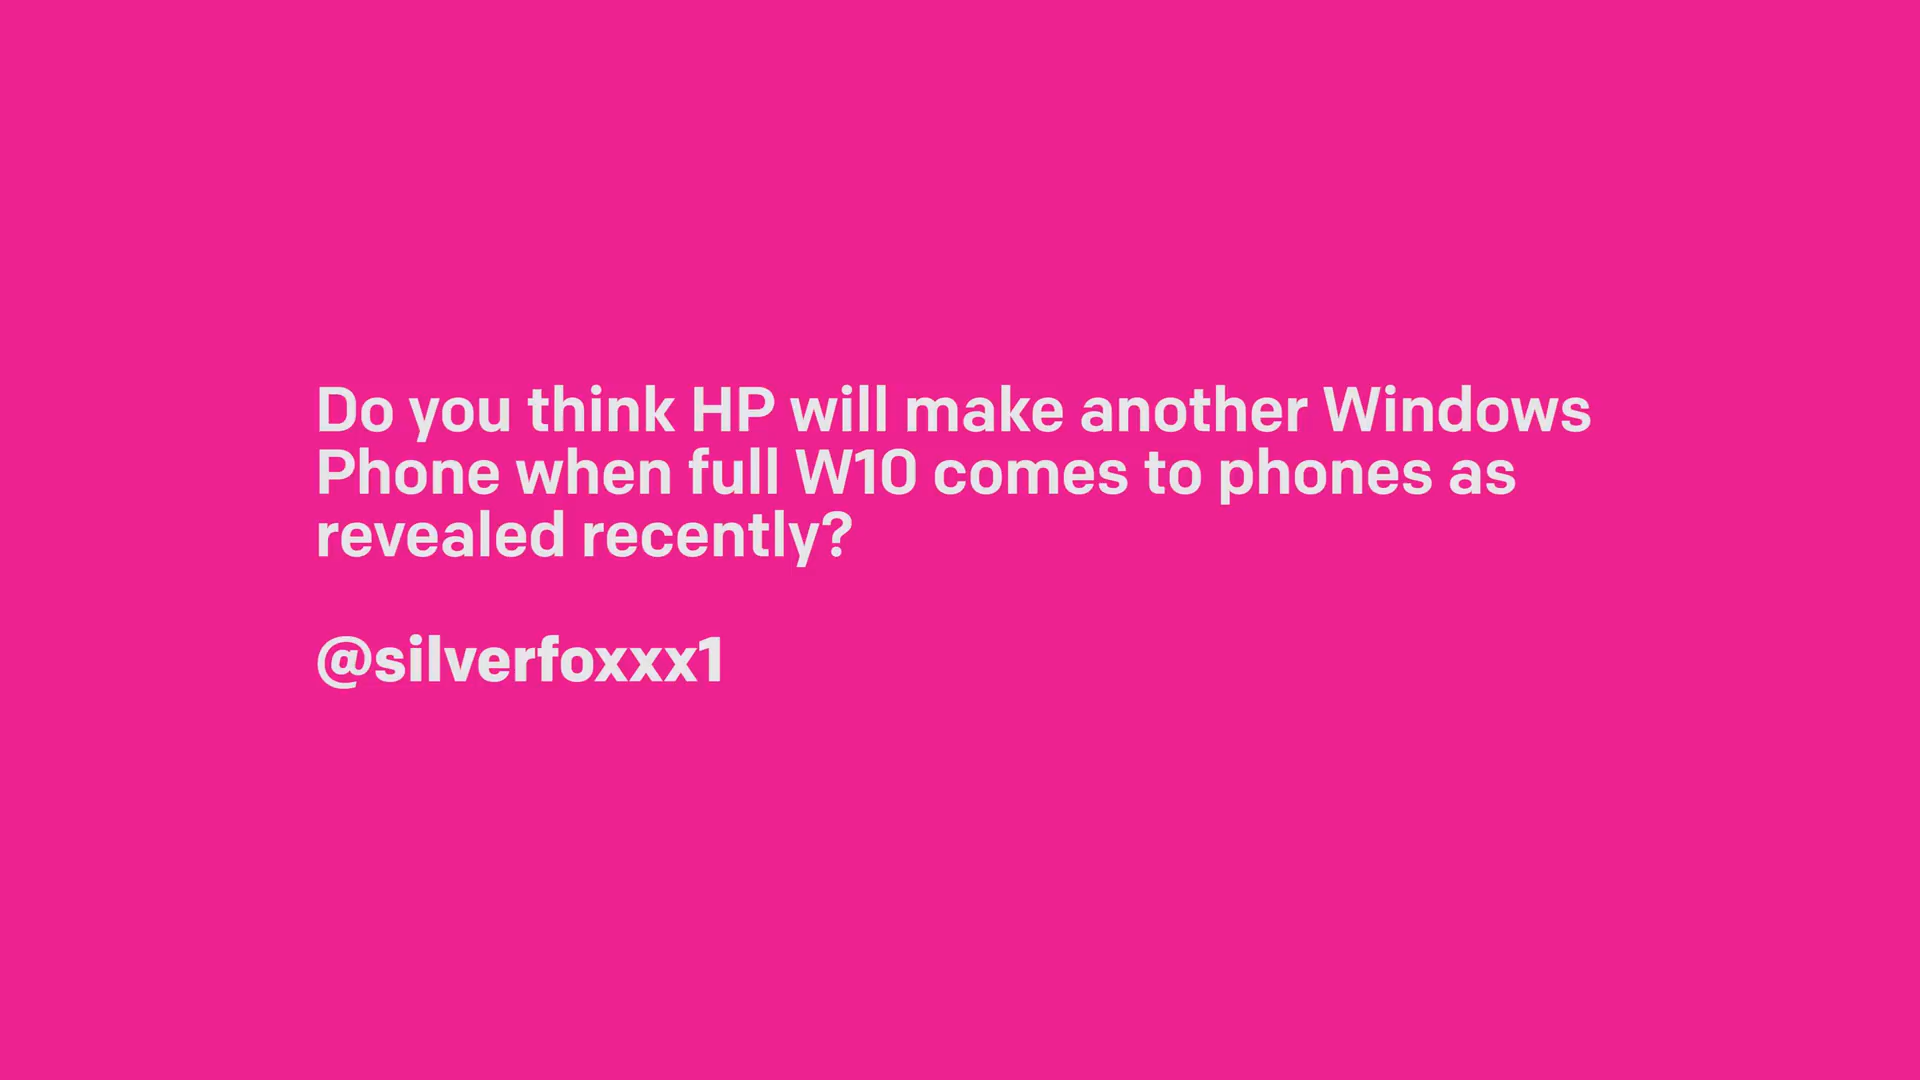 Do you think HP will make another Windows
Phone when full W10 comes to phones as
revealed recently?
@silverfoxxx1